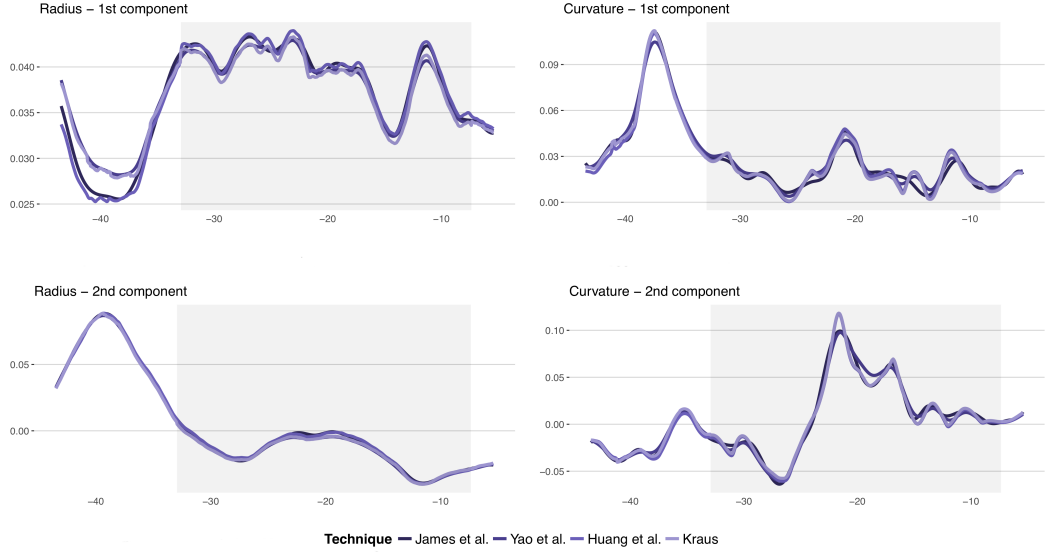 Radius − 1st component
0.040
0.035
0.030
0.025
−40 −30 −20 −10
Curvature − 1st component
0.09
0.06
0.03
0.00
−40 −30 −20 −10
Radius − 2nd component
0.05
0.00
−40 −30 −20 −10
Curvature − 2nd component
0.10
0.05
0.00
−0.05
−40 −30 −20 −10
Technique James et al. Yao et al. Huang et al. Kraus